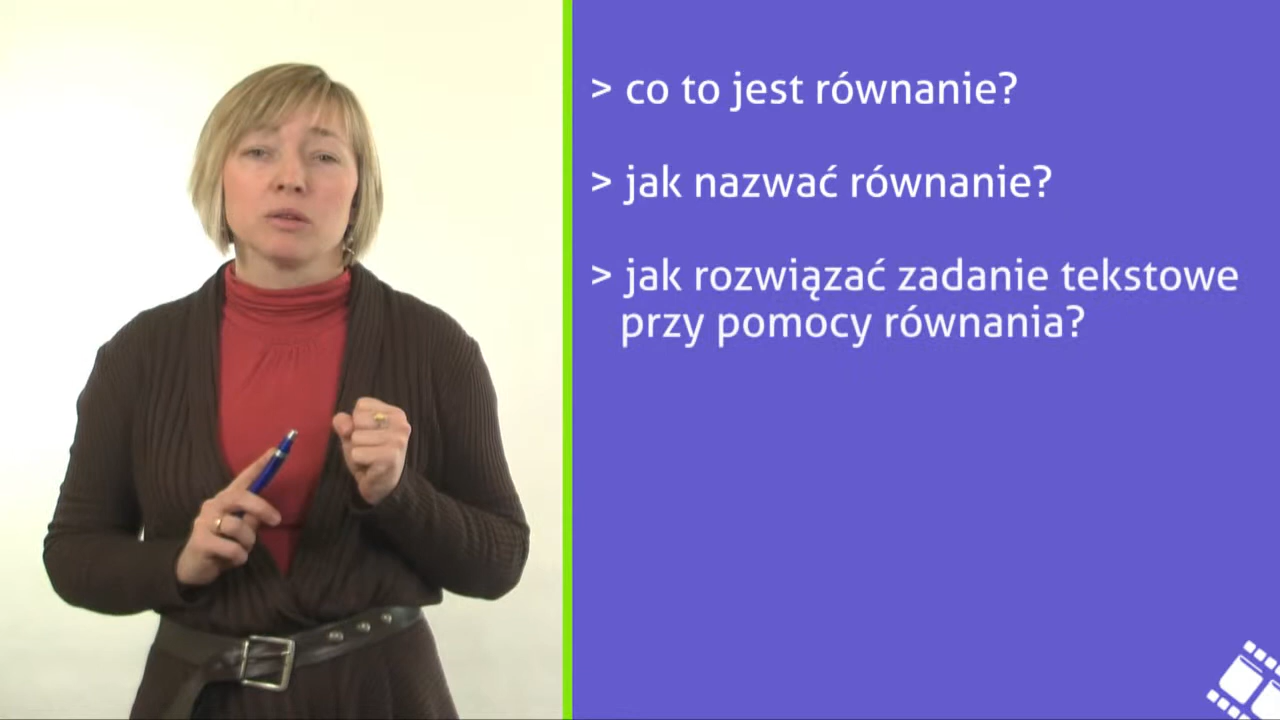 > co to jest równanie?
> jak nazwać równanie?
> jak rozwiązać zadanie tekstowe
przy pomocy równania?